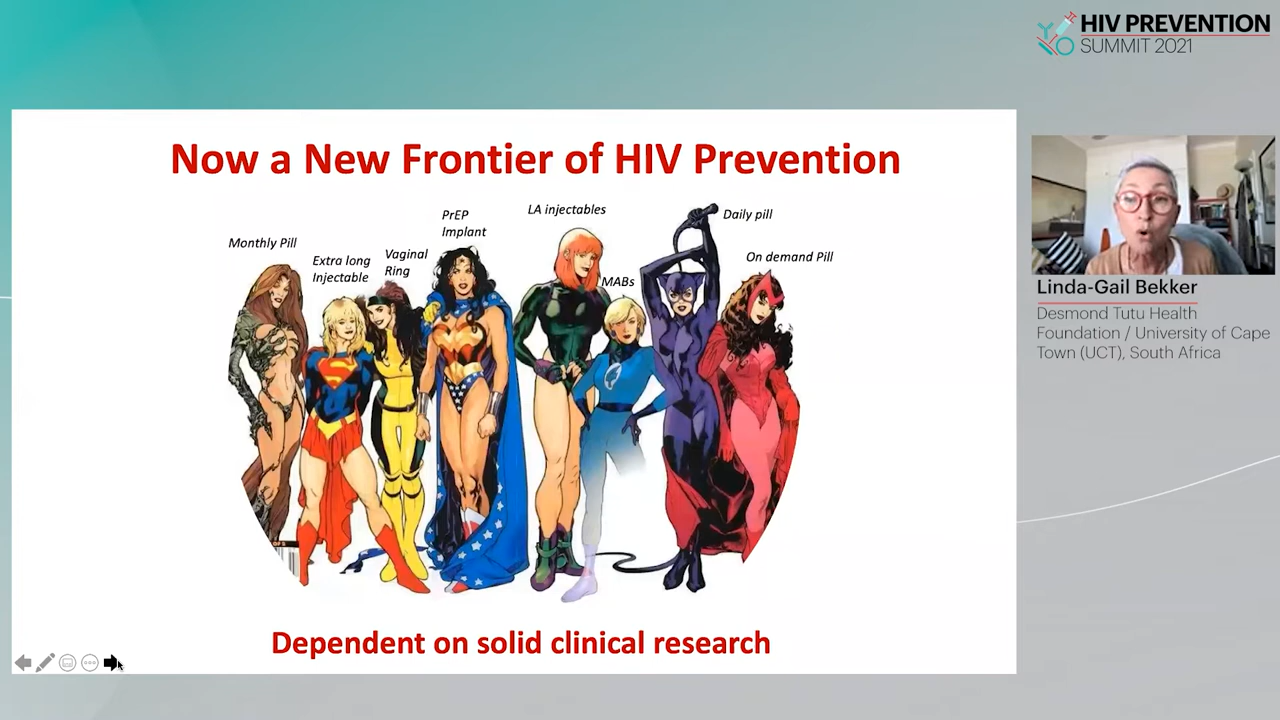 HIV PREVENTION
SUMMIT 2021
Now a New Frontier of HIV Prevention
Monthly Pill
Extra long
Injectable
Vaginal
Ring
PrEP
Implant
LA injectables
MABs
Daily pill
On demand Pill
Dependent on solid clinical research
Linda-Gail Bekker
Desmond Tutu Health
Foundation / University of Cape
Town (UCT), South Africa